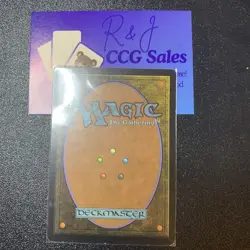 R & J
CCG Sales
MAGIC
The Gathering
DECKMASTER